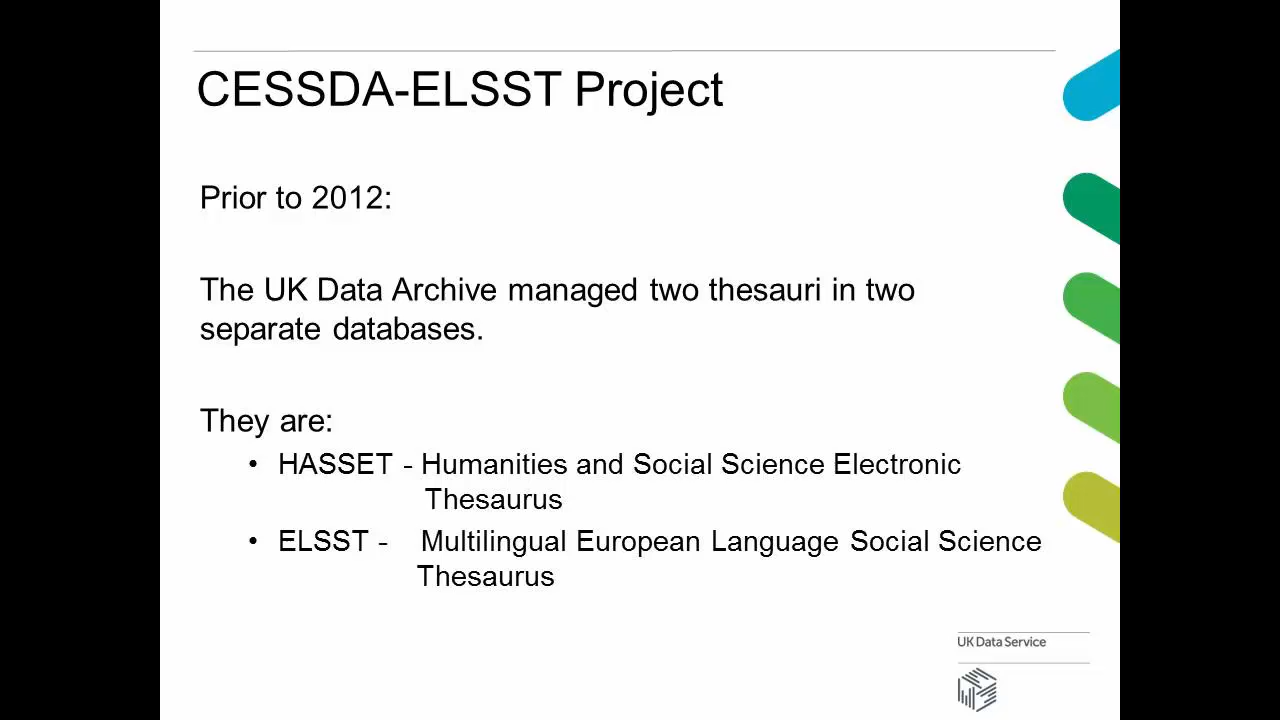 CESSDA-ELSST Project
Prior to 2012:
The UK Data Archive managed two thesauri in two
separate databases.
They are:
• HASSET - Humanities and Social Science Electronic
Thesaurus
• ELSST - Multilingual European Language Social Science
Thesaurus
UK Data Service